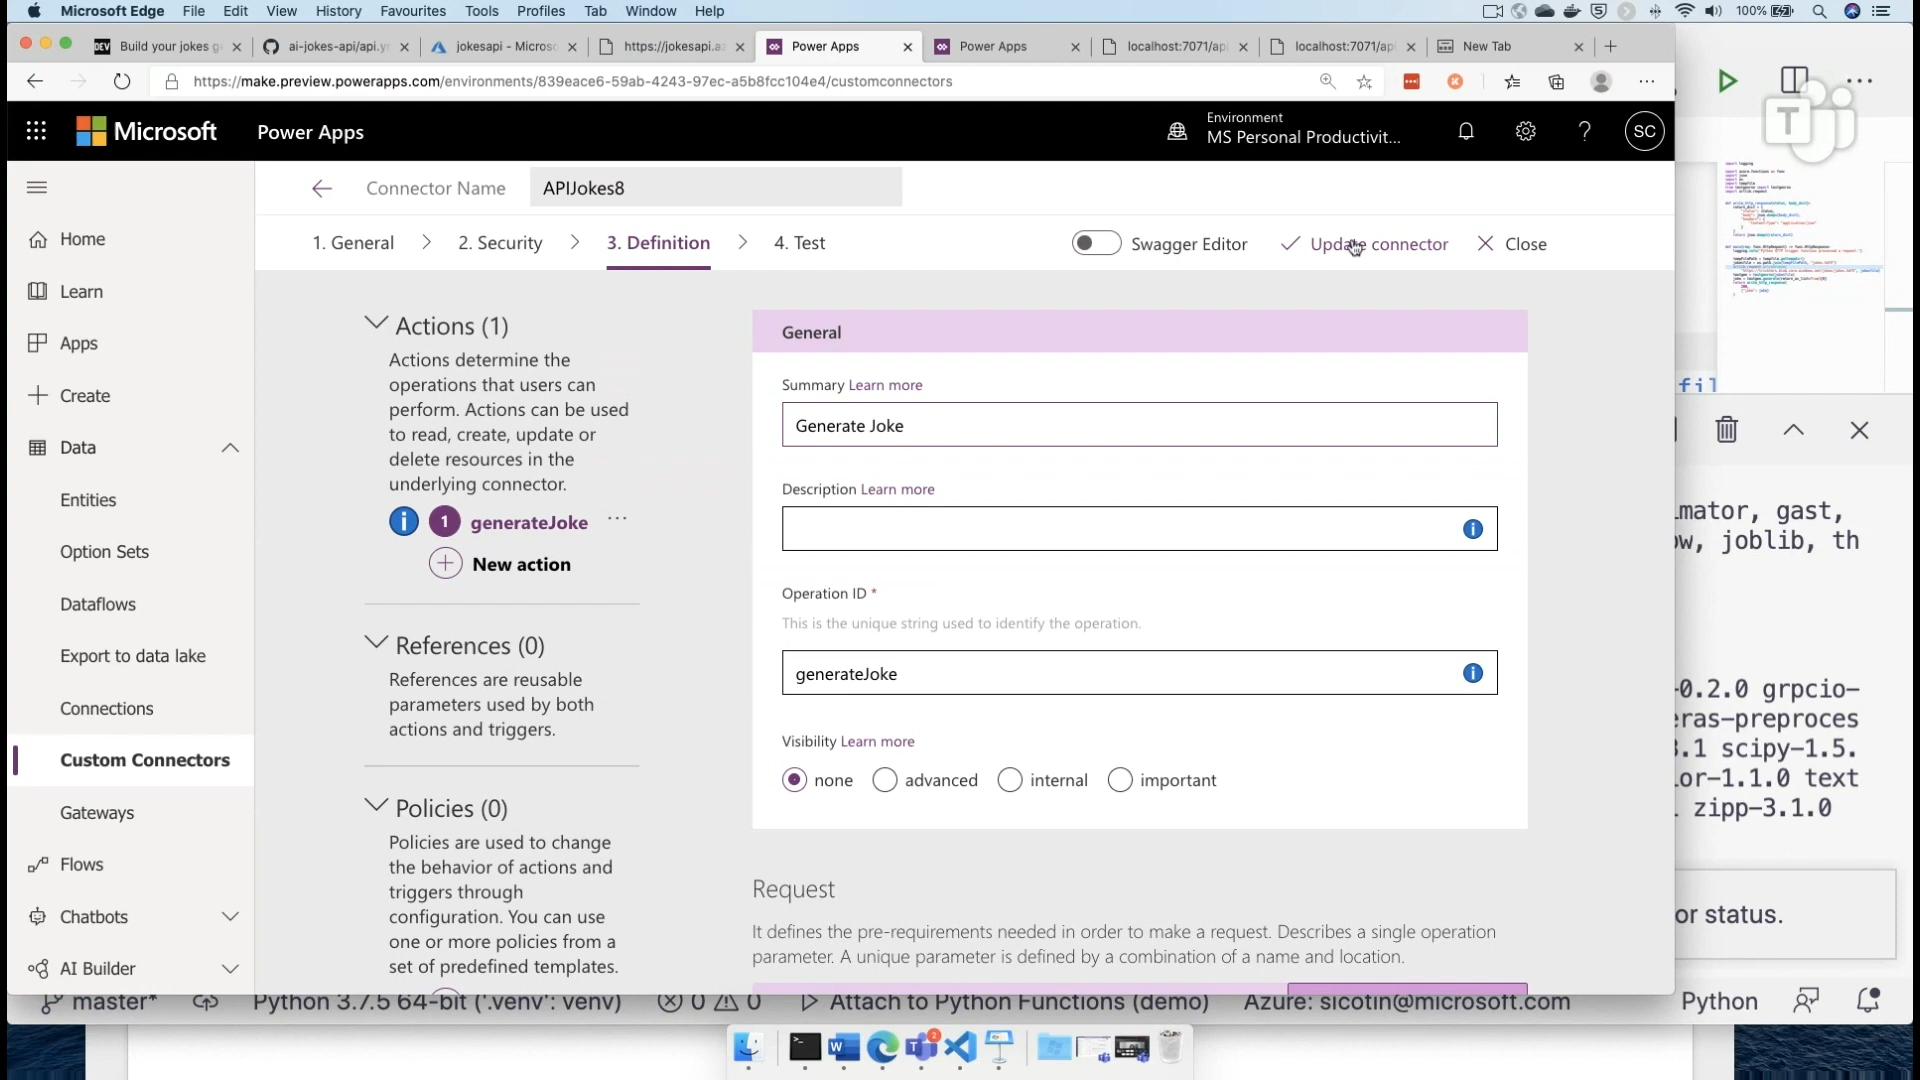 Microsoft Edge File Edit View History Favourites Tools Profiles Tab Window Help 100%
DEV Build your jokes g ai-jokes-api/api.y jokesapi - Micros https://jokesapi.a Power Apps Power Apps localhost:7071/ap localhost:7071/ap New Tab
https://make.preview.powerapps.com/environments/839eace6-59ab-4243-97ec-a5b8fcc104e4/customconnectors
Microsoft Power Apps
Environment
MS Personal Productivit...
SC
T
Connector Name APIJokes8
1. General 2. Security 3. Definition 4. Test Swagger Editor Update connector Close
Home
Learn
Apps
Create
Data
Entities
Option Sets
Dataflows
Export to data lake
Connections
Custom Connectors
Gateways
Flows
Chatbots
AI Builder
Actions (1)
Actions determine the
operations that users can
perform. Actions can be used
to read, create, update or
delete resources in the
underlying connector.
1 generateJoke ...
New action
References (0)
References are reusable
parameters used by both
actions and triggers.
Policies (0)
Policies are used to change
the behavior of actions and
triggers through
configuration. You can use
one or more policies from a
set of predefined templates.
General
Summary Learn more
Generate Joke
Description Learn more
Operation ID *
This is the unique string used to identify the operation.
generateJoke
Visibility Learn more
none advanced internal important
Request
It defines the pre-requirements needed in order to make a request. Describes a single operation
parameter. A unique parameter is defined by a combination of a name and location.
fil
mator, gast,
ow, joblib, th
-0.2.0 grpcio-
eras-preproces
3.1 scipy-1.5.
or-1.1.0 text
zipp-3.1.0
or status.
master* Python 3.7.5 64-bit ('.venv': venv) 0 0 Attach to Python Functions (demo) Azure: sicotin@microsoft.com Python
2